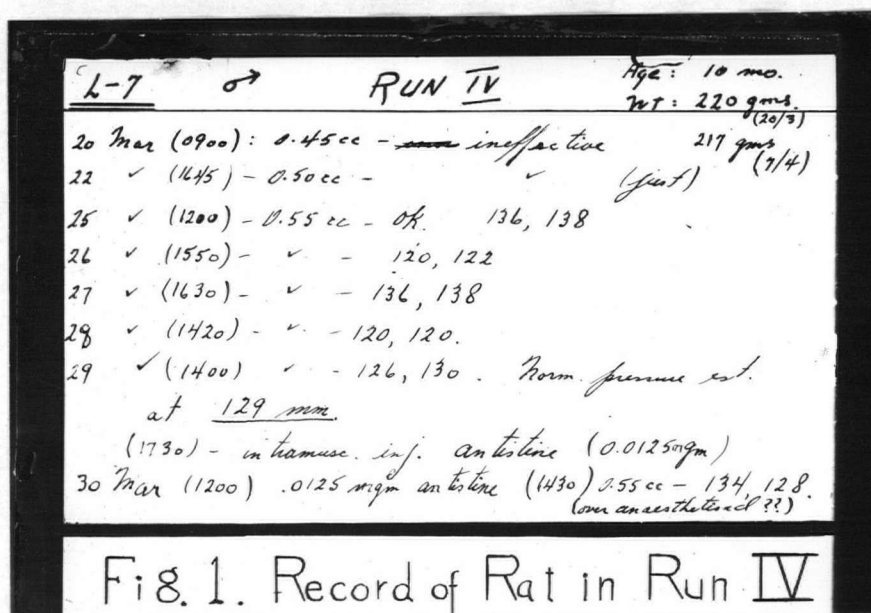 L-7 ♂ RUN IV Age: 10 mo.
Wt: 220 gms.
(20/3)
20 Mar (0900): 0.45cc - ineffective 217 gms
(7/4)
22 ✓ (1645) - 0.50cc - ✓ (just)
25 ✓ (1200) - 0.55 cc - ok. 136, 138
26 ✓ (1550) - ✓ - 120, 122
27 ✓ (1630) - ✓ - 136, 138
28 ✓ (1420) - ✓ - 120, 120.
29 ✓ (1400) ✓ - 126, 130. Norm. pressure est.
at 129 mm.
(1730) - intramusc. inj. antistine (0.0125mgm)
30 Mar (1200) .0125 mgm antistine (1430) 0.55 cc - 134, 128.
(over anaesthetised ??)
Fig. 1. Record of Rat in Run IV